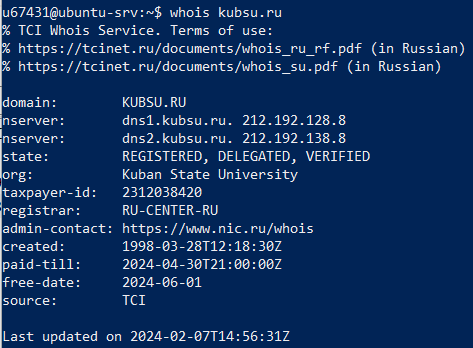 u67431@ubuntu-srv:~$ whois kubsu.ru
% TCI Whois Service. Terms of use:
% https://tcinet.ru/documents/whois_ru_rf.pdf (in Russian)
% https://tcinet.ru/documents/whois_su.pdf (in Russian)

domain:        KUBSU.RU
nserver:       dns1.kubsu.ru. 212.192.128.8
nserver:       dns2.kubsu.ru. 212.192.138.8
state:         REGISTERED, DELEGATED, VERIFIED
org:           Kuban State University
taxpayer-id:   2312038420
registrar:     RU-CENTER-RU
admin-contact: https://www.nic.ru/whois
created:       1998-03-28T12:18:30Z
paid-till:     2024-04-30T21:00:00Z
free-date:     2024-06-01
source:        TCI

Last updated on 2024-02-07T14:56:31Z